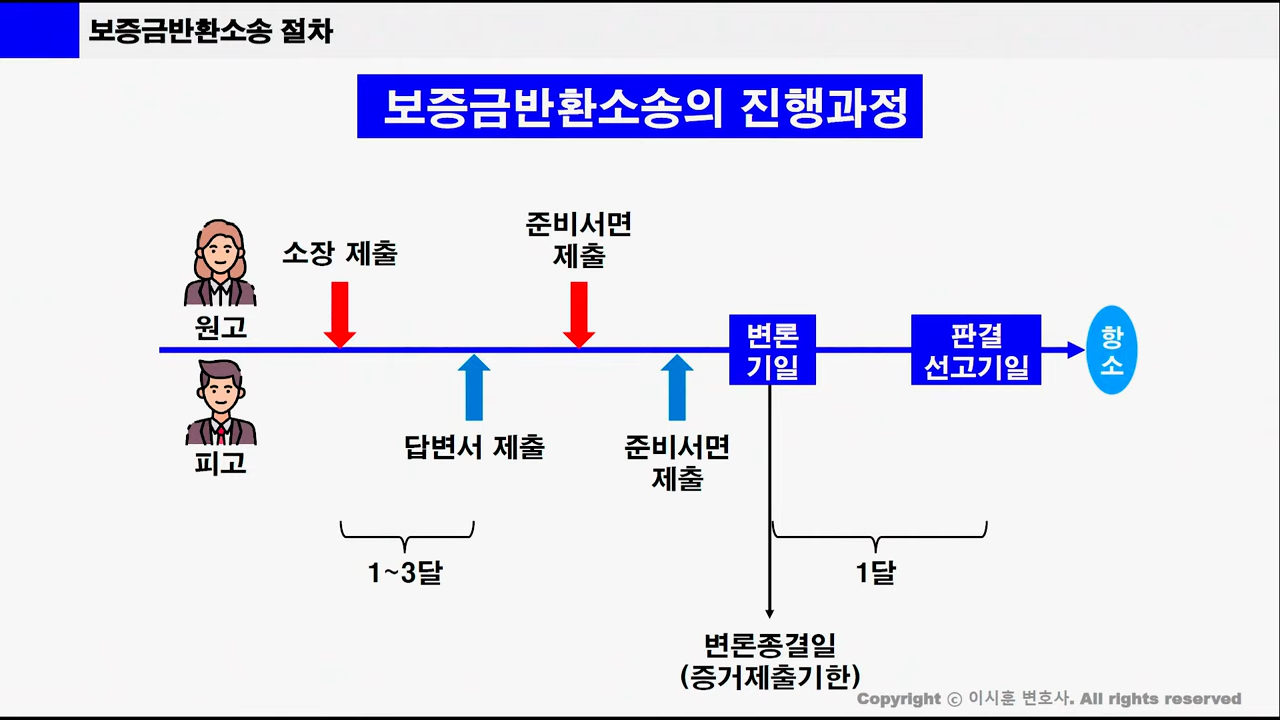 보증금반환소송 절차
보증금반환소송의 진행과정
준비서면
제출
소장 제출
원고
변론
기일
판결
선고기일
항
소
피고
답변서 제출
준비서면
제출
1~3달
1달
변론종결일
(증거제출기한)
Copyright ⓒ 이시훈 변호사. All rights reserved